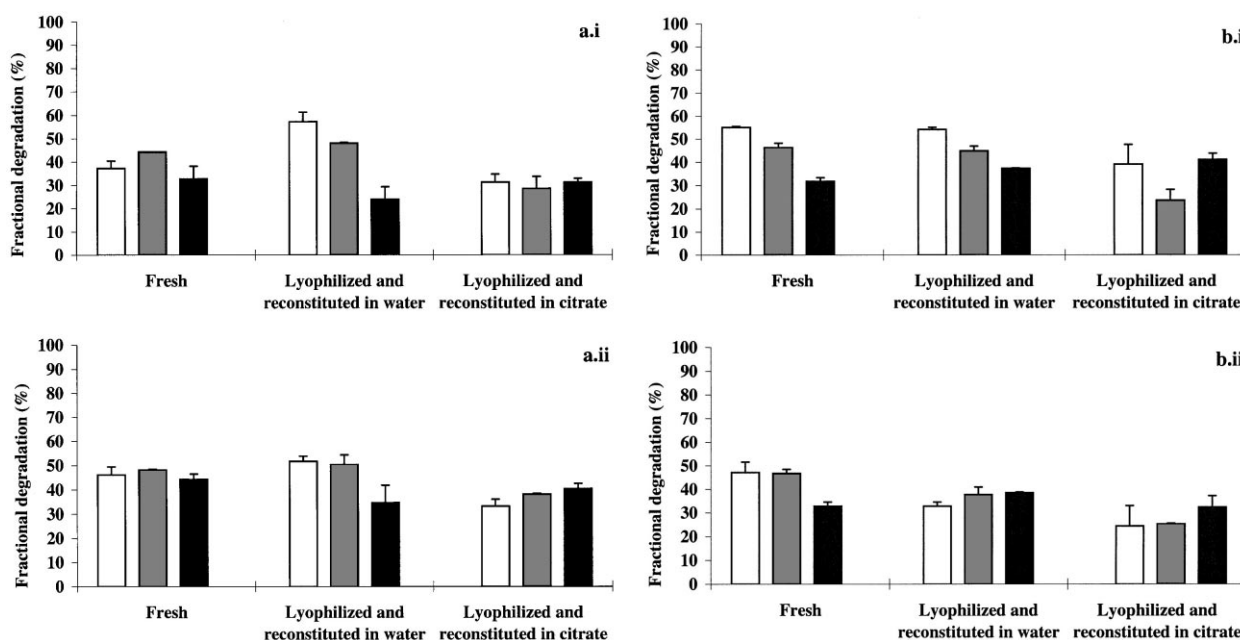 a.i
Fractional degradation (%)
100
90
80
70
60
50
40
30
20
10
0
Fresh
Lyophilized and
reconstituted in water
Lyophilized and
reconstituted in citrate
b.i
Fractional degradation (%)
100
90
80
70
60
50
40
30
20
10
0
Fresh
Lyophilized and
reconstituted in water
Lyophilized and
reconstituted in citrate
a.ii
Fractional degradation (%)
100
90
80
70
60
50
40
30
20
10
0
Fresh
Lyophilized and
reconstituted in water
Lyophilized and
reconstituted in citrate
b.ii
Fractional degradation (%)
100
90
80
70
60
50
40
30
20
10
0
Fresh
Lyophilized and
reconstituted in water
Lyophilized and
reconstituted in citrate